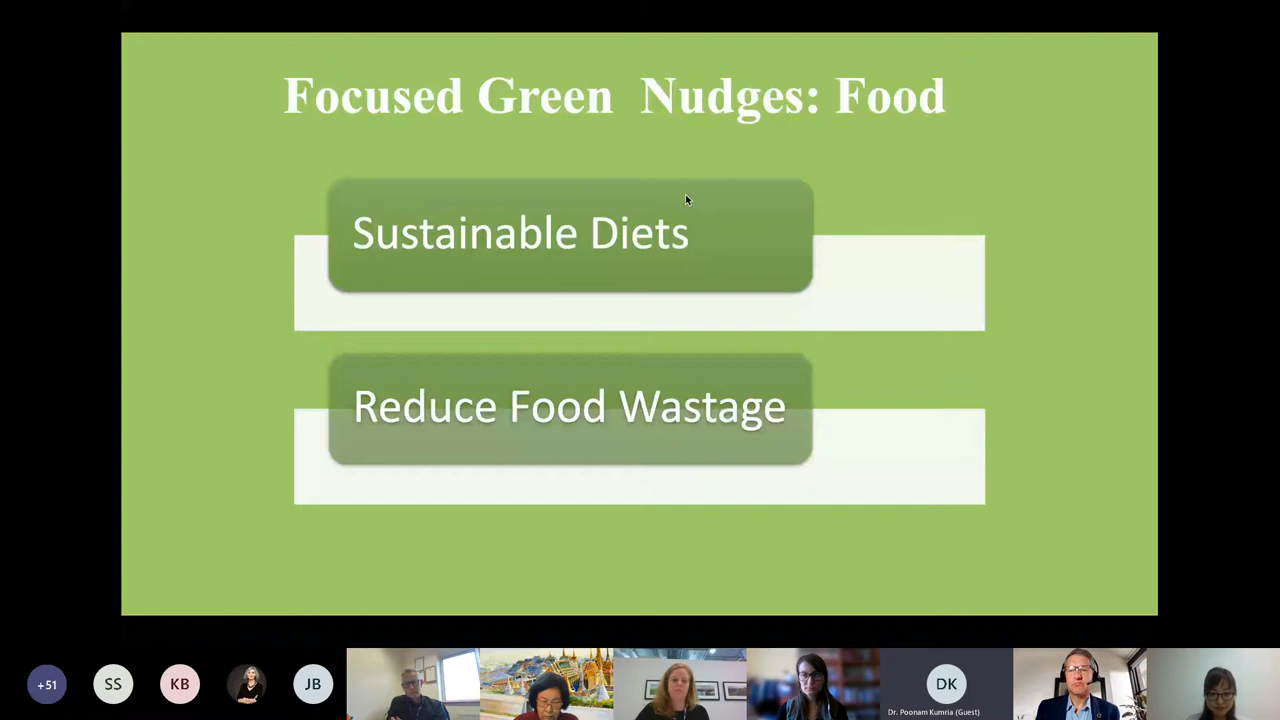 Focused Green  Nudges: Food
Sustainable Diets
Reduce Food Wastage
+51
SS
KB
JB
DK
Dr. Poonam Kumria (Guest)